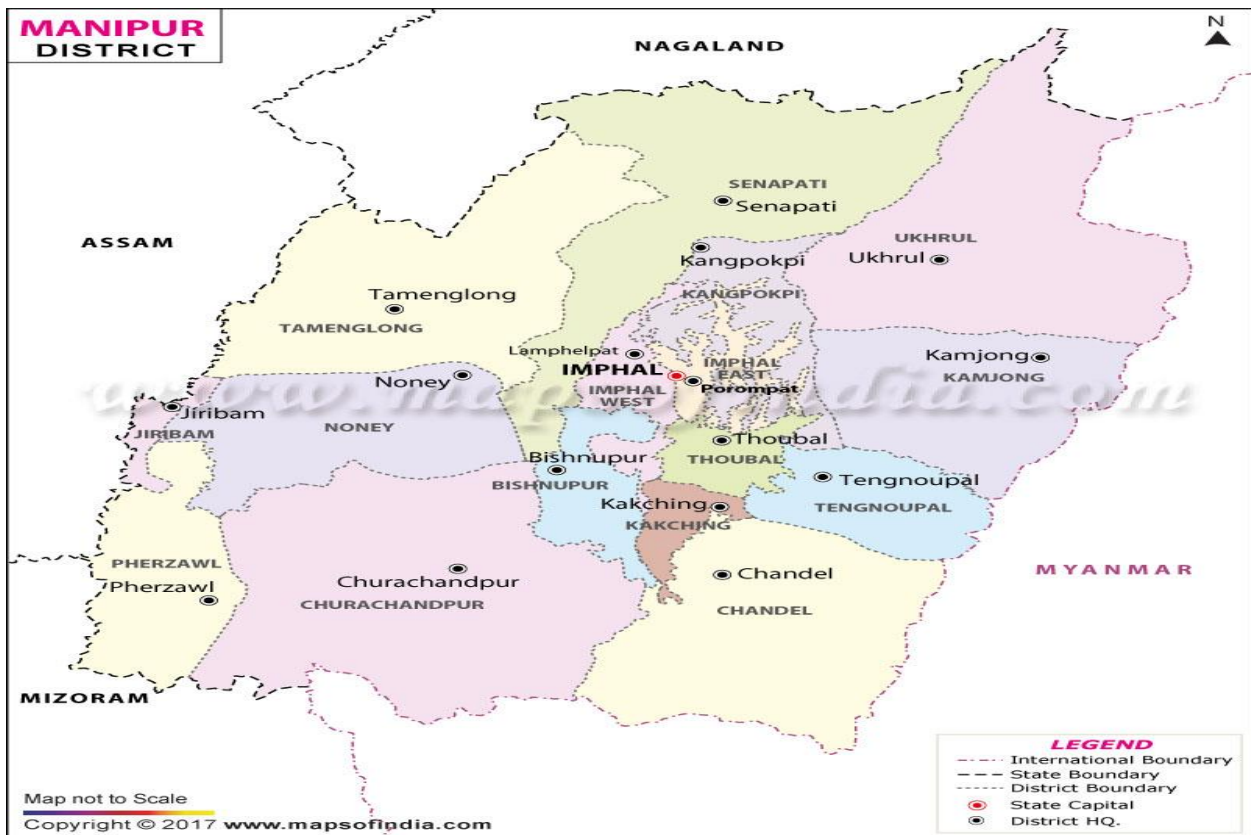 MANIPUR
DISTRICT
N
NAGALAND
SENAPATI
Senapati
ASSAM
UKHRUL
Ukhrul
Kangpokpi
KANGPOKPI
Tamenglong
TAMENGLONG
Lamphelpat
IMPHAL
IMPHAL
WEST
IMPHAL
EAST
Porompat
Kamjong
KAMJONG
Noney
NONEY
www.mapsofindia.com
Jiribam
JIRIBAM
Thoubal
THOUBAL
Bishnupur
BISHNUPUR
Tengnoupal
TENGNOUPAL
Kakching
KAKCHING
PHERZAWL
Pherzawl
Churachandpur
CHURACHANDPUR
Chandel
CHANDEL
MYANMAR
MIZORAM
LEGEND
International Boundary
State Boundary
District Boundary
State Capital
District HQ.
Map not to Scale
Copyright © 2017 www.mapsofindia.com